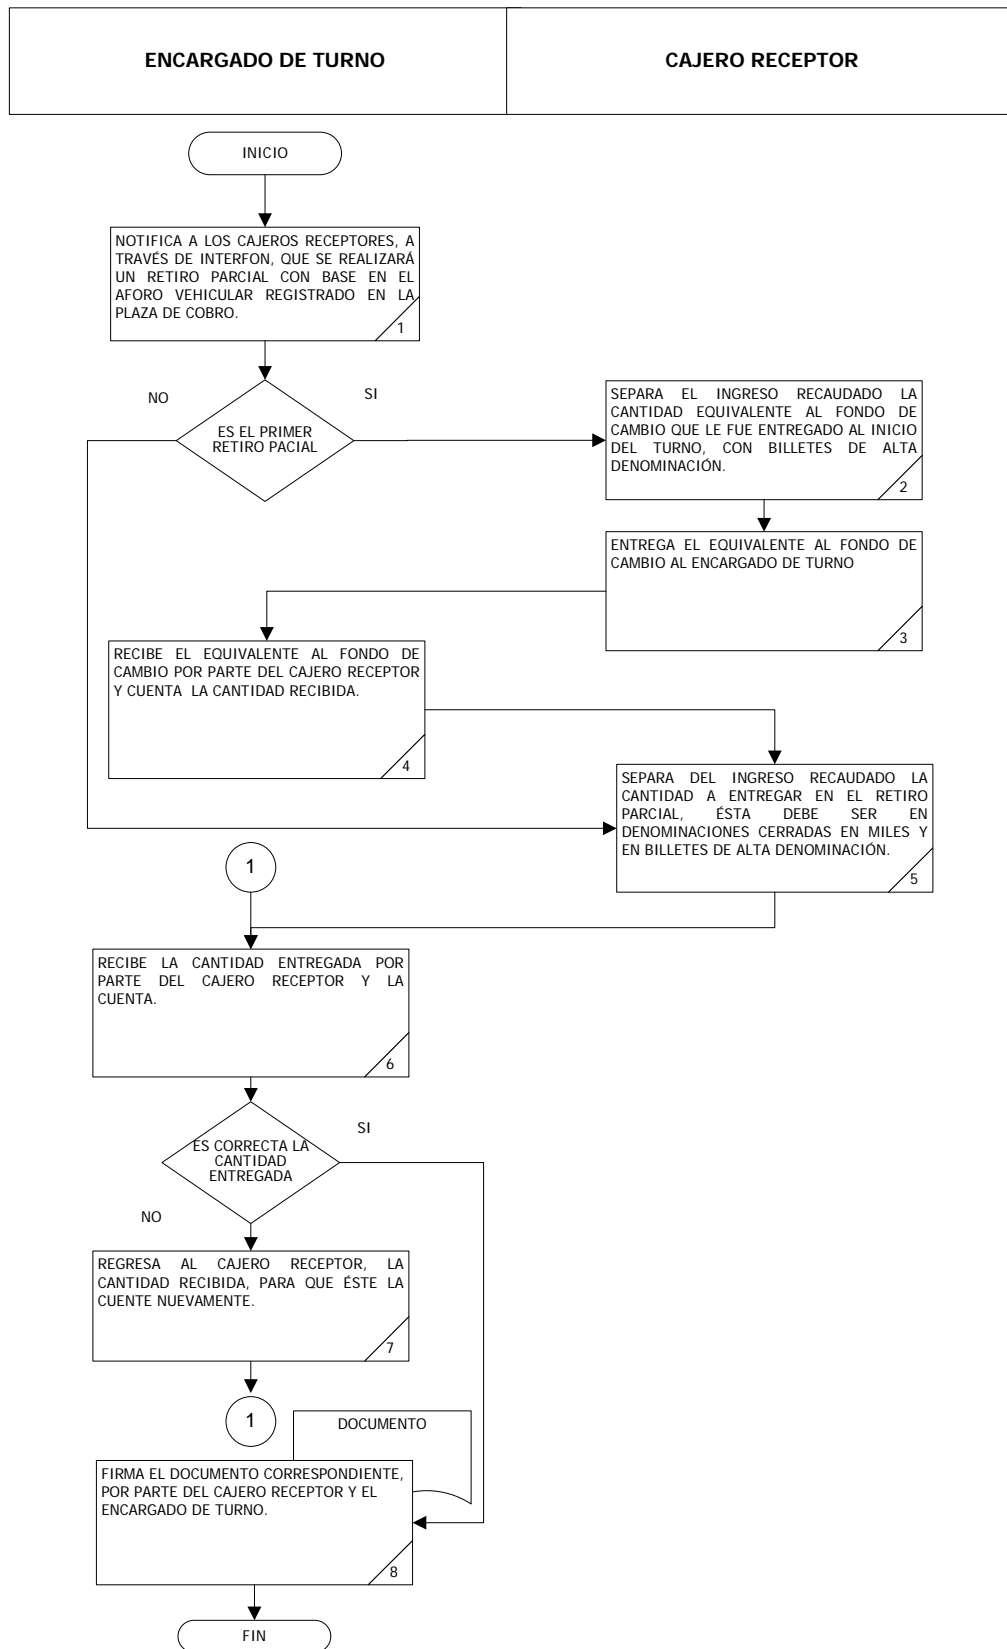 ENCARGADO DE TURNO
CAJERO RECEPTOR
INICIO
NOTIFICA A LOS CAJEROS RECEPTORES, A
TRAVÉS DE INTERFON, QUE SE REALIZARÁ
UN RETIRO PARCIAL CON BASE EN EL
AFORO VEHICULAR REGISTRADO EN LA
PLAZA DE COBRO.
1
NO
SI
ES EL PRIMER
RETIRO PACIAL
SEPARA EL INGRESO RECAUDADO LA
CANTIDAD EQUIVALENTE AL FONDO DE
CAMBIO QUE LE FUE ENTREGADO AL INICIO
DEL TURNO, CON BILLETES DE ALTA
DENOMINACIÓN.
2
ENTREGA EL EQUIVALENTE AL FONDO DE
CAMBIO AL ENCARGADO DE TURNO
3
RECIBE EL EQUIVALENTE AL FONDO DE
CAMBIO POR PARTE DEL CAJERO RECEPTOR
Y CUENTA LA CANTIDAD RECIBIDA.
4
SEPARA DEL INGRESO RECAUDADO LA
CANTIDAD A ENTREGAR EN EL RETIRO
PARCIAL, ÉSTA DEBE SER EN
DENOMINACIONES CERRADAS EN MILES Y
EN BILLETES DE ALTA DENOMINACIÓN.
5
1
RECIBE LA CANTIDAD ENTREGADA POR
PARTE DEL CAJERO RECEPTOR Y LA
CUENTA.
6
SI
ES CORRECTA LA
CANTIDAD
ENTREGADA
NO
REGRESA AL CAJERO RECEPTOR, LA
CANTIDAD RECIBIDA, PARA QUE ÉSTE LA
CUENTE NUEVAMENTE.
7
1
DOCUMENTO
FIRMA EL DOCUMENTO CORRESPONDIENTE,
POR PARTE DEL CAJERO RECEPTOR Y EL
ENCARGADO DE TURNO.
8
FIN